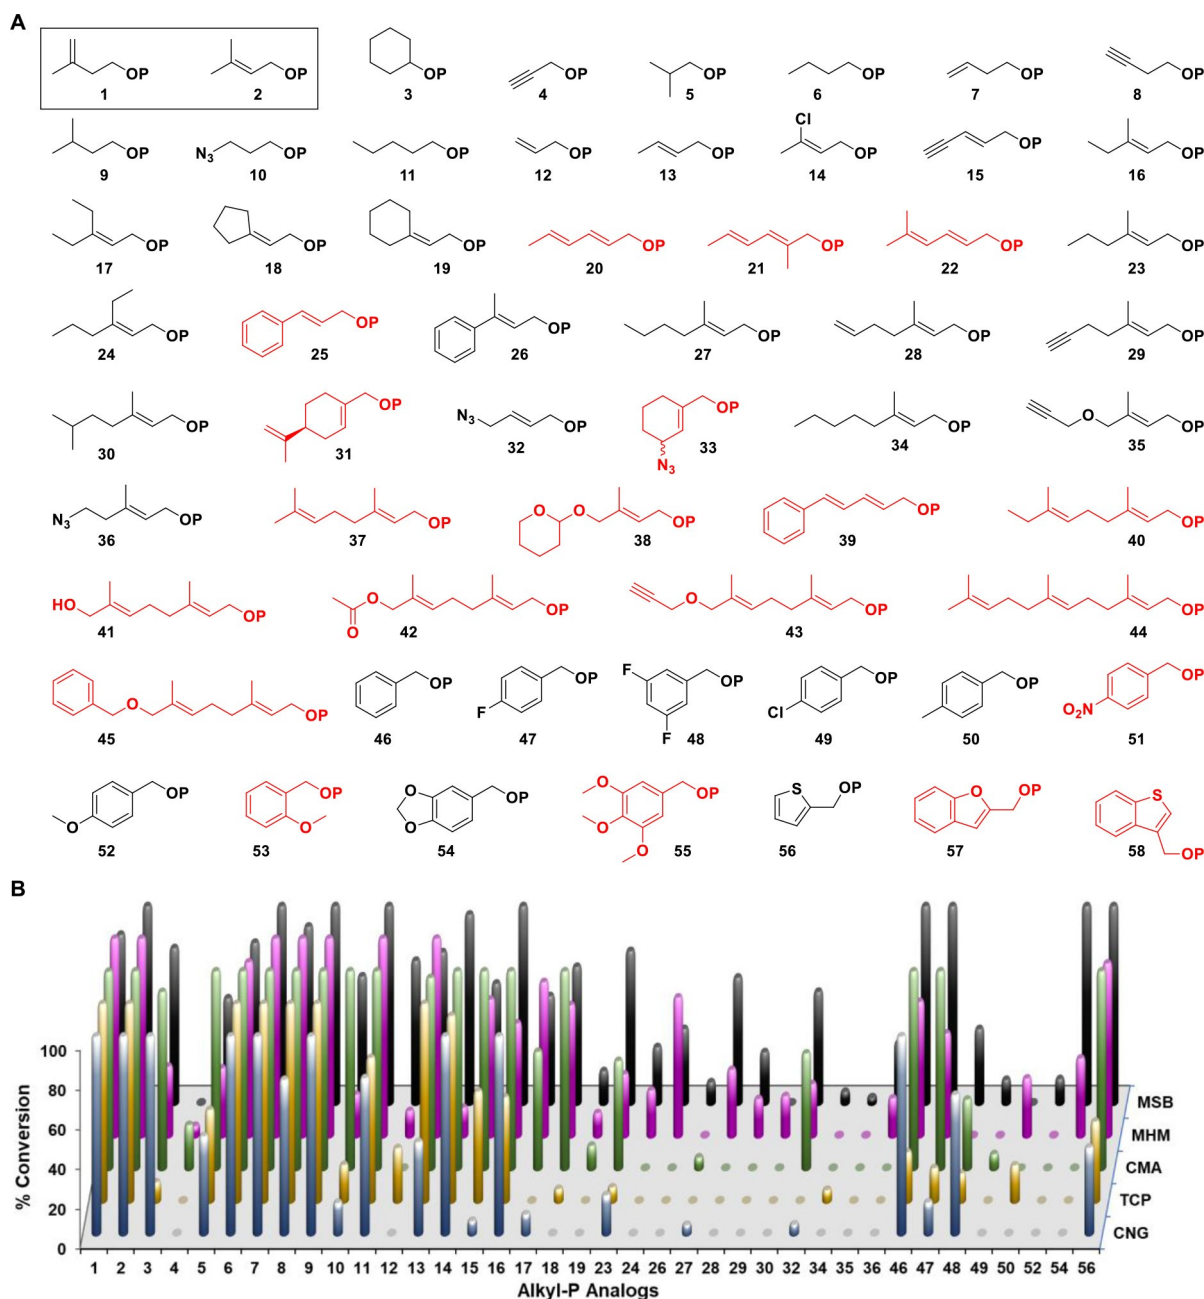 A
OP OP OP OP OP OP OP OP
1 2 3 4 5 6 7 8
Cl
OP N3 OP OP OP OP OP OP OP
9 10 11 12 13 14 15 16
OP OP OP OP OP OP OP
17 18 19 20 21 22 23
OP OP OP OP OP OP
24 25 26 27 28 29
OP OP N3 OP OP OP O OP
30 31 32 33 34 35
N3
N3 OP OP O O OP OP OP
36 37 38 39 40
HO OP O OP O OP OP
O
41 42 43 44
O OP OP F OP F OP Cl OP OP O2N OP
F
45 46 47 48 49 50 51
O OP OP O O OP O O O OP S OP O OP S OP
52 53 54 55 56 57 58
B
% Conversion
100
80
60
40
20
0
MSB
MHM
CMA
TCP
CNG
1 2 3 4 5 6 7 8 9 10 11 12 13 14 15 16 17 18 19 23 24 26 27 28 29 30 32 34 35 36 46 47 48 49 50 52 54 56
Alkyl-P Analogs